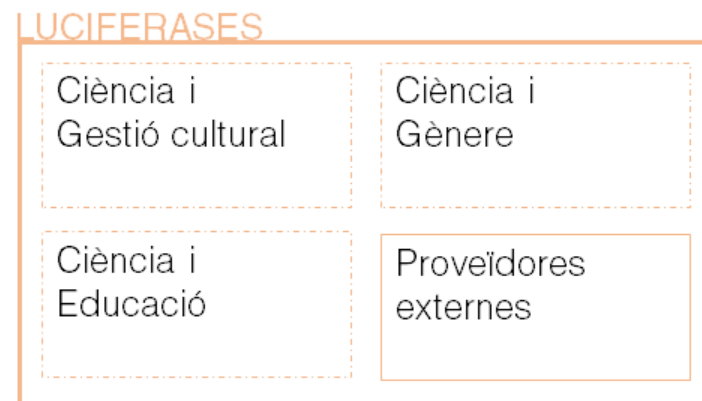 LUCIFERASES
Ciència i
Gestió cultural
Ciència i
Gènere
Ciència i
Educació
Proveïdores
externes